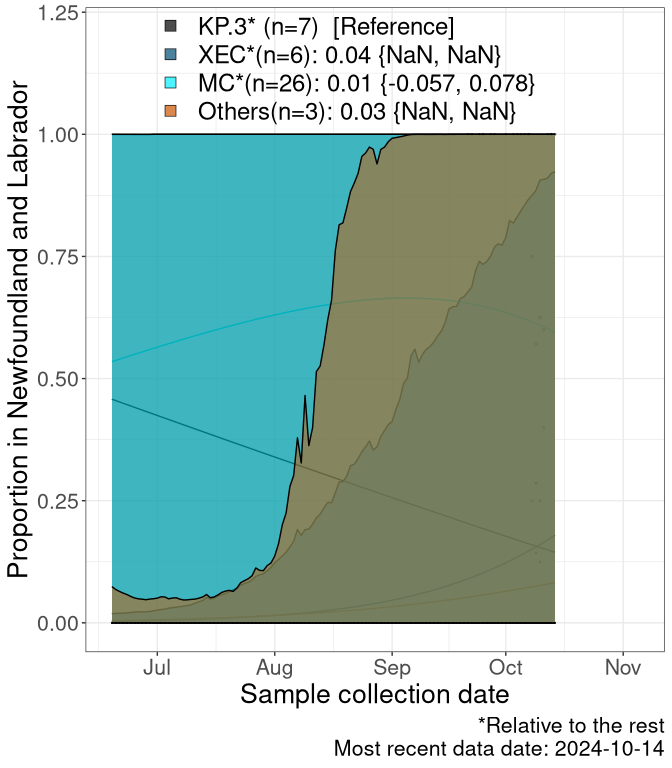 1.25
KP.3* (n=7) [Reference]
XEC*(n=6): 0.04 {NaN, NaN}
MC*(n=26): 0.01 {-0.057, 0.078}
Others(n=3): 0.03 {NaN, NaN}
1.00
0.75
0.50
0.25
0.00
Proportion in Newfoundland and Labrador
Jul Aug Sep Oct Nov
Sample collection date
*Relative to the rest
Most recent data date: 2024-10-14